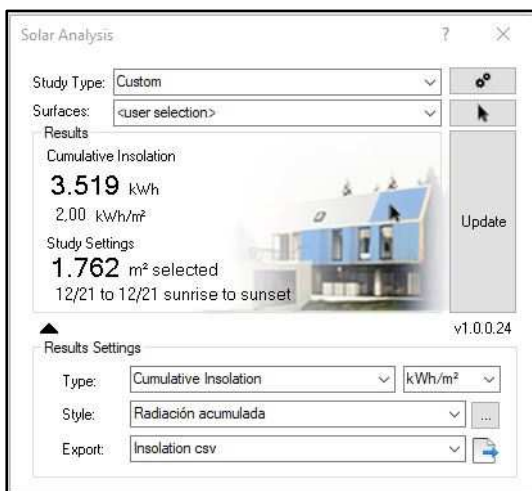 Solar Analysis
Study Type: Custom
Surfaces: <user selection>
Results
Cumulative Insolation
3.519 kWh
2,00 kWh/m²
Update
Study Settings
1.762 m² selected
12/21 to 12/21 sunrise to sunset
v1.0.0.24
Results Settings
Type: Cumulative Insolation kWh/m²
Style: Radiación acumulada ...
Export: Insolation csv